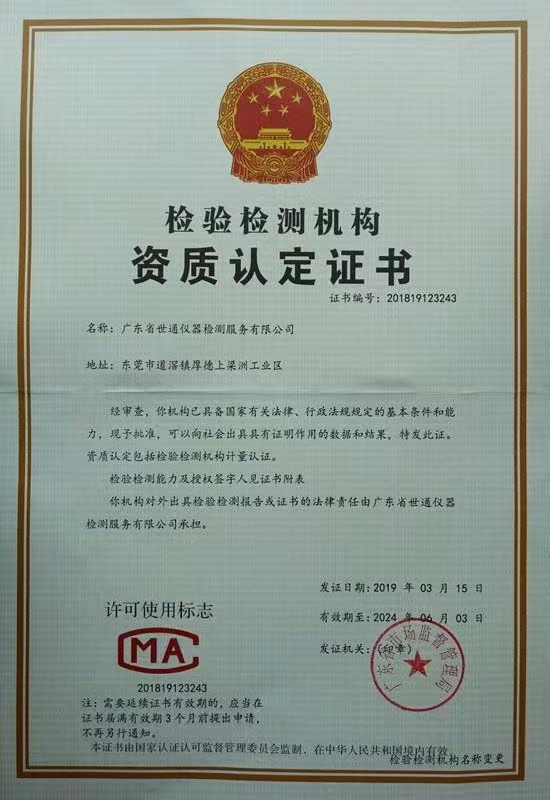 检验检测机构
资质认定证书
证书编号：201819123243
名称：广东省世通仪器检测服务有限公司
地址：东莞市道滘镇厚德上梁洲工业区
经审查，你机构已具备国家有关法律、行政法规规定的基本条件和能
力，现予批准，可以向社会出具具有证明作用的数据和结果，特发此证。
资质认定包括检验检测机构计量认证。
检验检测能力及授权签字人见证书附表
你机构对外出具检验检测报告或证书的法律责任由广东省世通仪器
检测服务有限公司承担。
许可使用标志
MA
201819123243
注：需要延续证书有效期的，应当在
证书届满有效期3个月前提出申请，
不再另行通知。
发证日期：2019 年 03 月 15 日
有效期至：2024 年 06 月 03 日
发证机关：（印章）
广东省市场监督管理局
本证书由国家认证认可监督管理委员会监制，在中华人民共和国境内有效。
检验检测机构名称变更